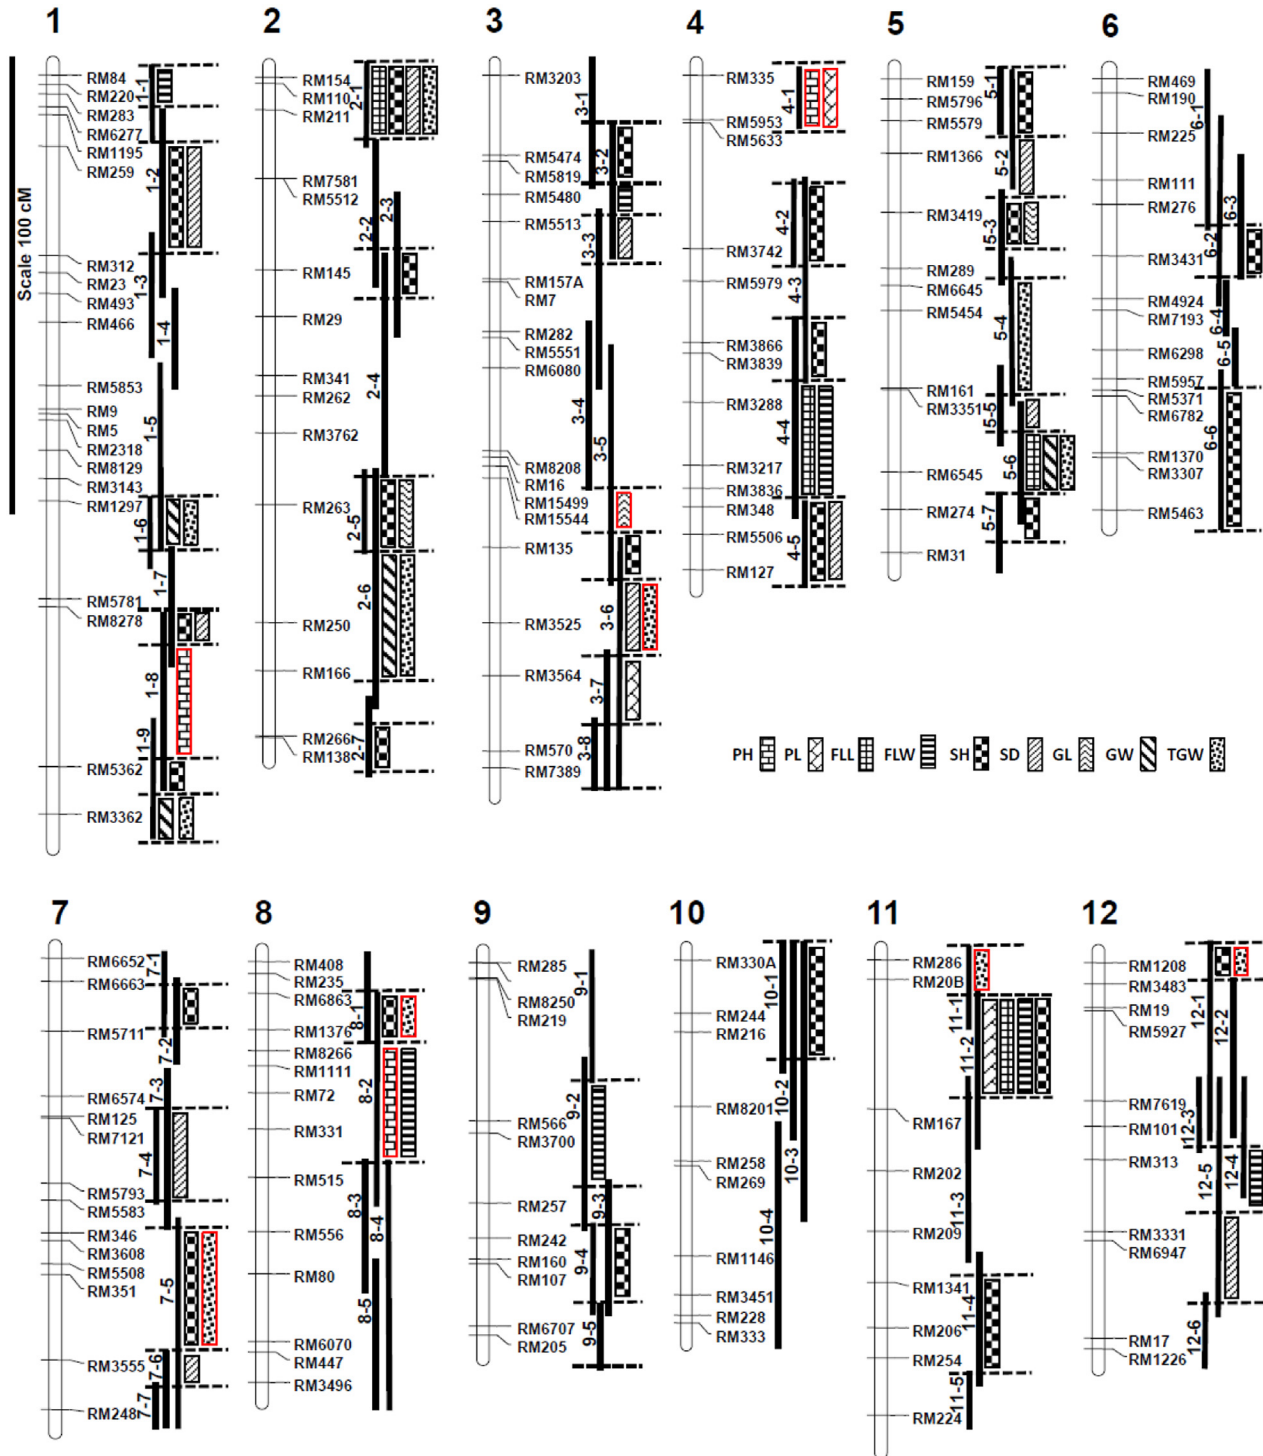 1
RM84
RM220
RM283
RM6277
RM1195
RM259
RM312
RM23
RM493
RM466
RM5853
RM9
RM5
RM2318
RM8129
RM3143
RM1297
RM5781
RM8278
RM5362
RM3362
1-1
1-2
1-3
1-4
1-5
1-6
1-7
1-8
1-9
Scale 100 cM
2
RM154
RM110
RM211
RM7581
RM5512
RM145
RM29
RM341
RM262
RM3762
RM263
RM250
RM166
RM266
RM138
2-1
2-2
2-3
2-4
2-5
2-6
2-7
3
RM3203
RM5474
RM5819
RM5480
RM5513
RM157A
RM7
RM282
RM5551
RM6080
RM8208
RM16
RM15499
RM15544
RM135
RM3525
RM3564
RM570
RM7389
3-1
3-2
3-3
3-4
3-5
3-6
3-7
3-8
4
RM335
RM5953
RM5633
RM3742
RM5979
RM3866
RM3839
RM3288
RM3217
RM3836
RM348
RM5506
RM127
4-1
4-2
4-3
4-4
4-5
5
RM159
RM5796
RM5579
RM1366
RM3419
RM289
RM6645
RM5454
RM161
RM3351
RM6545
RM274
RM31
5-1
5-2
5-3
5-4
5-5
5-6
5-7
6
RM469
RM190
RM225
RM111
RM276
RM3431
RM4924
RM7193
RM6298
RM5957
RM5371
RM6782
RM1370
RM3307
RM5463
6-1
6-2
6-3
6-4
6-5
6-6
PH PL FLL FLW SH SD GL GW TGW
7
RM6652
RM6663
RM5711
RM6574
RM125
RM7121
RM5793
RM5583
RM346
RM3608
RM5508
RM351
RM3555
RM248
7-1
7-2
7-3
7-4
7-5
7-6
7-7
8
RM408
RM235
RM6863
RM1376
RM8266
RM1111
RM72
RM331
RM515
RM556
RM80
RM6070
RM447
RM3496
8-1
8-2
8-3
8-4
8-5
9
RM285
RM8250
RM219
RM566
RM3700
RM257
RM242
RM160
RM107
RM6707
RM205
9-1
9-2
9-3
9-4
9-5
10
RM330A
RM244
RM216
RM8201
RM258
RM269
RM1146
RM3451
RM228
RM333
10-1
10-2
10-3
10-4
11
RM286
RM20B
RM167
RM202
RM209
RM1341
RM206
RM254
RM224
11-1
11-2
11-3
11-4
11-5
12
RM1208
RM3483
RM19
RM5927
RM7619
RM101
RM313
RM3331
RM6947
RM17
RM1226
12-1
12-2
12-3
12-4
12-5
12-6